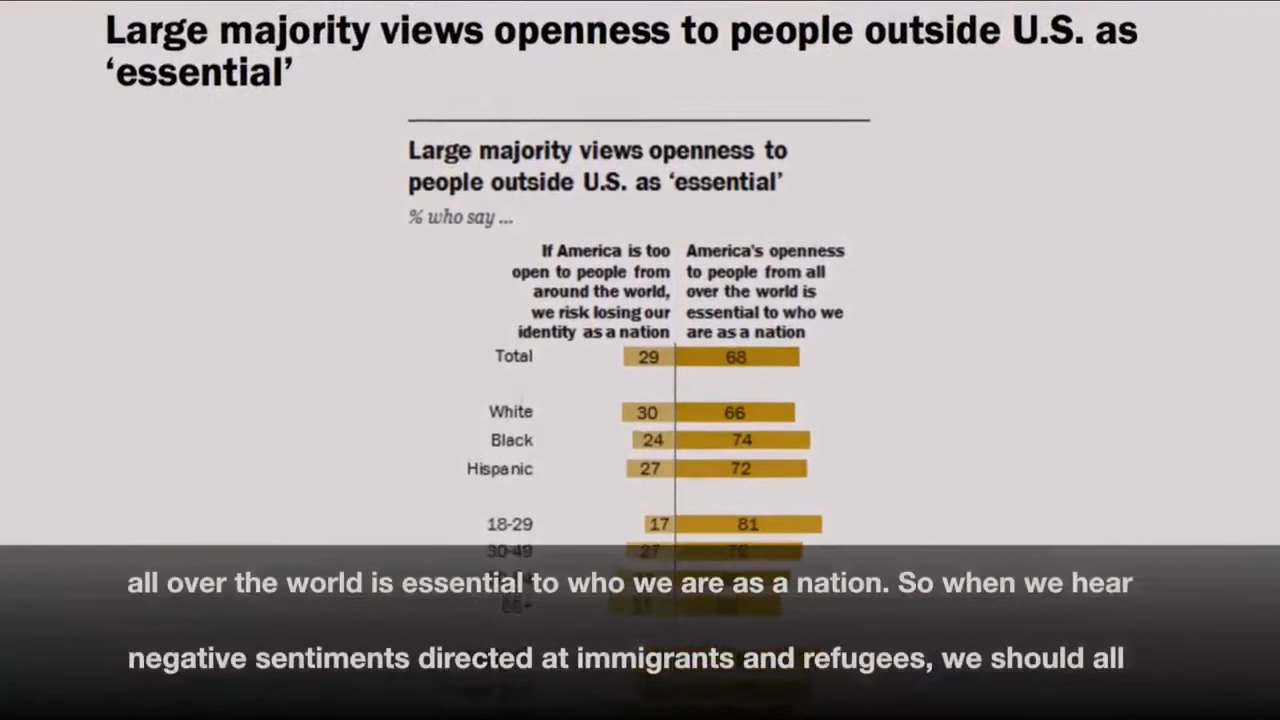 Large majority views openness to people outside U.S. as
‘essential’
Large majority views openness to
people outside U.S. as ‘essential’
% who say ...
If America is too
open to people from
around the world,
we risk losing our
identity as a nation
America's openness
to people from all
over the world is
essential to who we
are as a nation
Total 29 68
White 30 66
Black 24 74
Hispanic 27 72
18-29 17 81
30-49 27
all over the world is essential to who we are as a nation. So when we hear
negative sentiments directed at immigrants and refugees, we should all